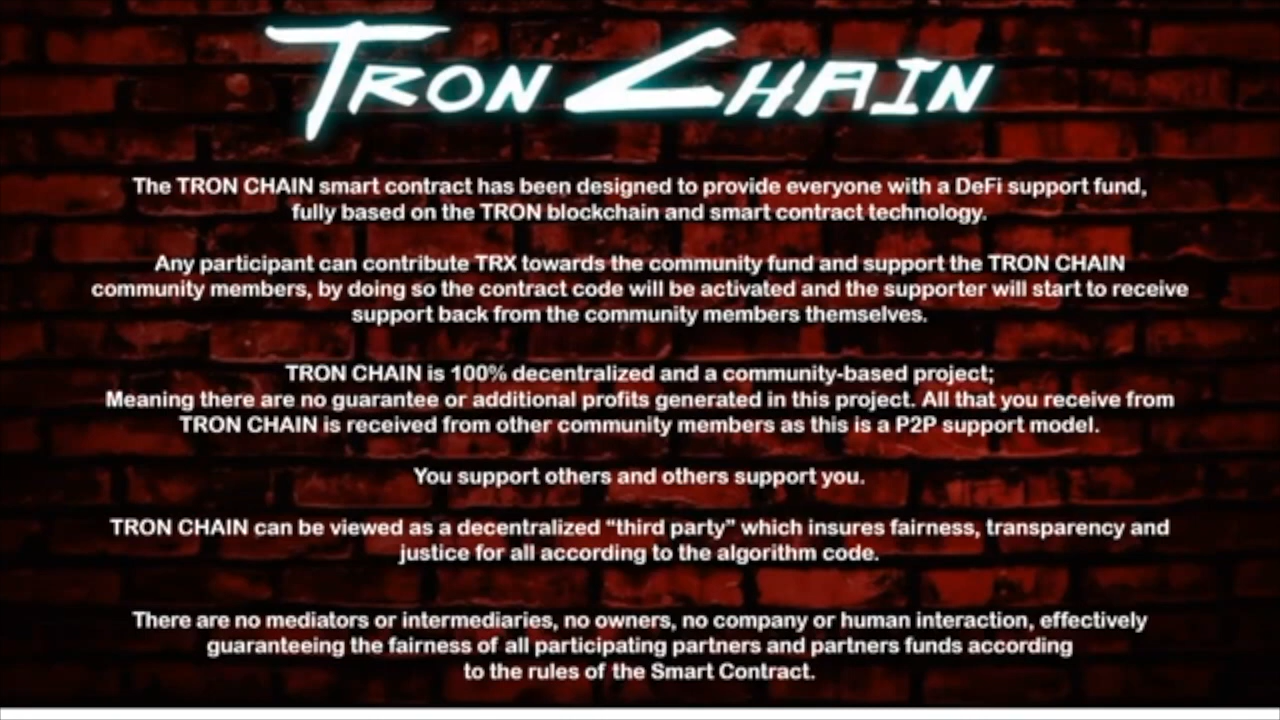 TRON CHAIN
The TRON CHAIN smart contract has been designed to provide everyone with a DeFi support fund,
fully based on the TRON blockchain and smart contract technology.
Any participant can contribute TRX towards the community fund and support the TRON CHAIN
community members, by doing so the contract code will be activated and the supporter will start to receive
support back from the community members themselves.
TRON CHAIN is 100% decentralized and a community-based project;
Meaning there are no guarantee or additional profits generated in this project. All that you receive from
TRON CHAIN is received from other community members as this is a P2P support model.
You support others and others support you.
TRON CHAIN can be viewed as a decentralized “third party” which insures fairness, transparency and
justice for all according to the algorithm code.
There are no mediators or intermediaries, no owners, no company or human interaction, effectively
guaranteeing the fairness of all participating partners and partners funds according
to the rules of the Smart Contract.